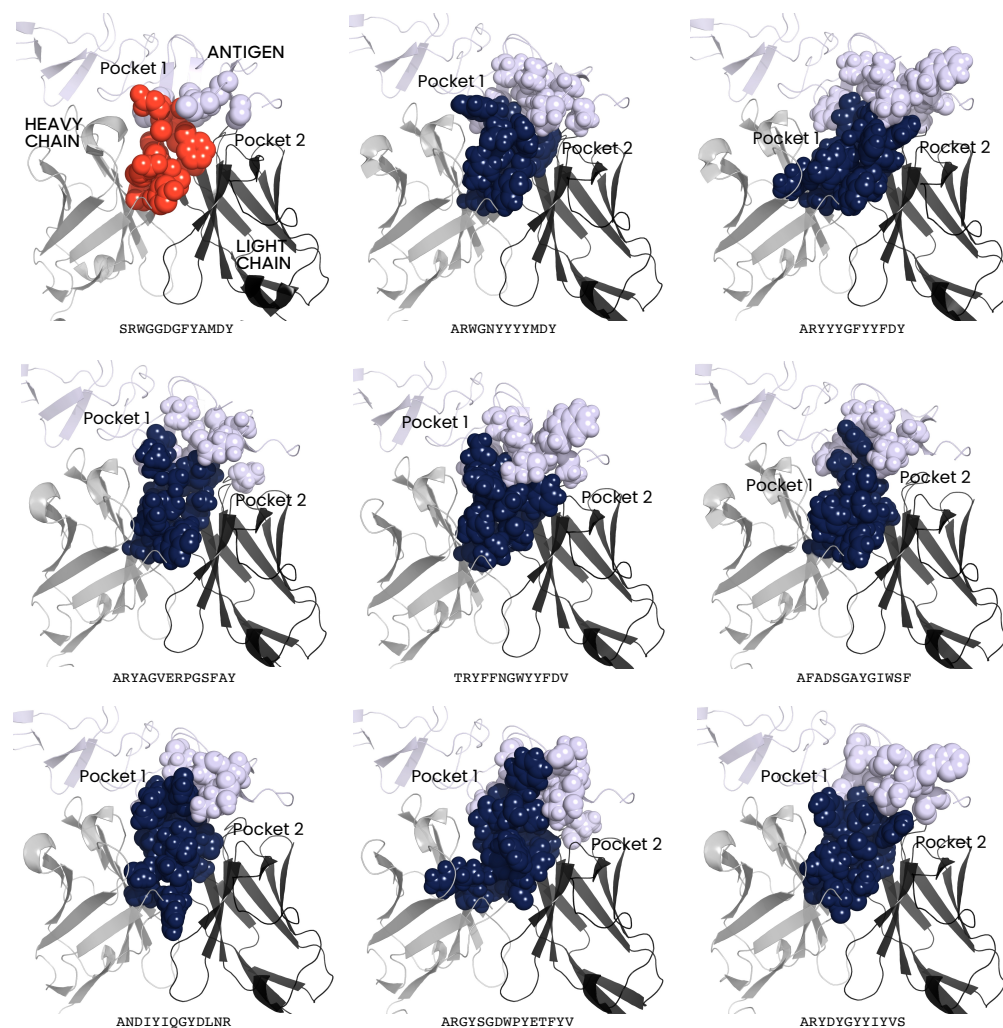 ANTIGEN
Pocket 1
HEAVY
CHAIN
Pocket 2
LIGHT
CHAIN
SRWGGDGFYAMDY
Pocket 1
Pocket 2
ARWGNYYYYMDY
Pocket 1
Pocket 2
ARYYYGFYYFDY
Pocket 1
Pocket 2
ARYAGVERPGSFAY
Pocket 1
Pocket 2
TRYFFNGWYYFDV
Pocket 1
Pocket 2
AFADSGAYGIWSF
Pocket 1
Pocket 2
ANDIYIQGYDLNR
Pocket 1
Pocket 2
ARGYSGDWPYETFYV
Pocket 1
Pocket 2
ARYDYGYYIYVS